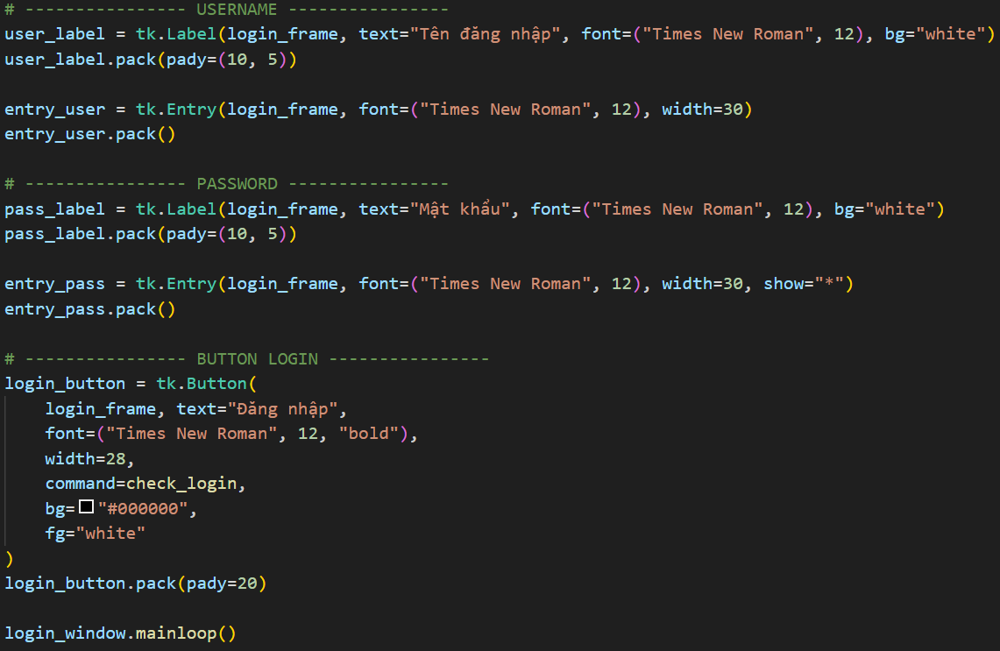 # ---------------- USERNAME ----------------
user_label = tk.Label(login_frame, text="Tên đăng nhập", font=("Times New Roman", 12), bg="white")
user_label.pack(pady=(10, 5))
entry_user = tk.Entry(login_frame, font=("Times New Roman", 12), width=30)
entry_user.pack()
# ---------------- PASSWORD ----------------
pass_label = tk.Label(login_frame, text="Mật khẩu", font=("Times New Roman", 12), bg="white")
pass_label.pack(pady=(10, 5))
entry_pass = tk.Entry(login_frame, font=("Times New Roman", 12), width=30, show="*")
entry_pass.pack()
# ---------------- BUTTON LOGIN ----------------
login_button = tk.Button(
    login_frame, text="Đăng nhập",
    font=("Times New Roman", 12, "bold"),
    width=28,
    command=check_login,
    bg="#000000",
    fg="white"
)
login_button.pack(pady=20)
login_window.mainloop()